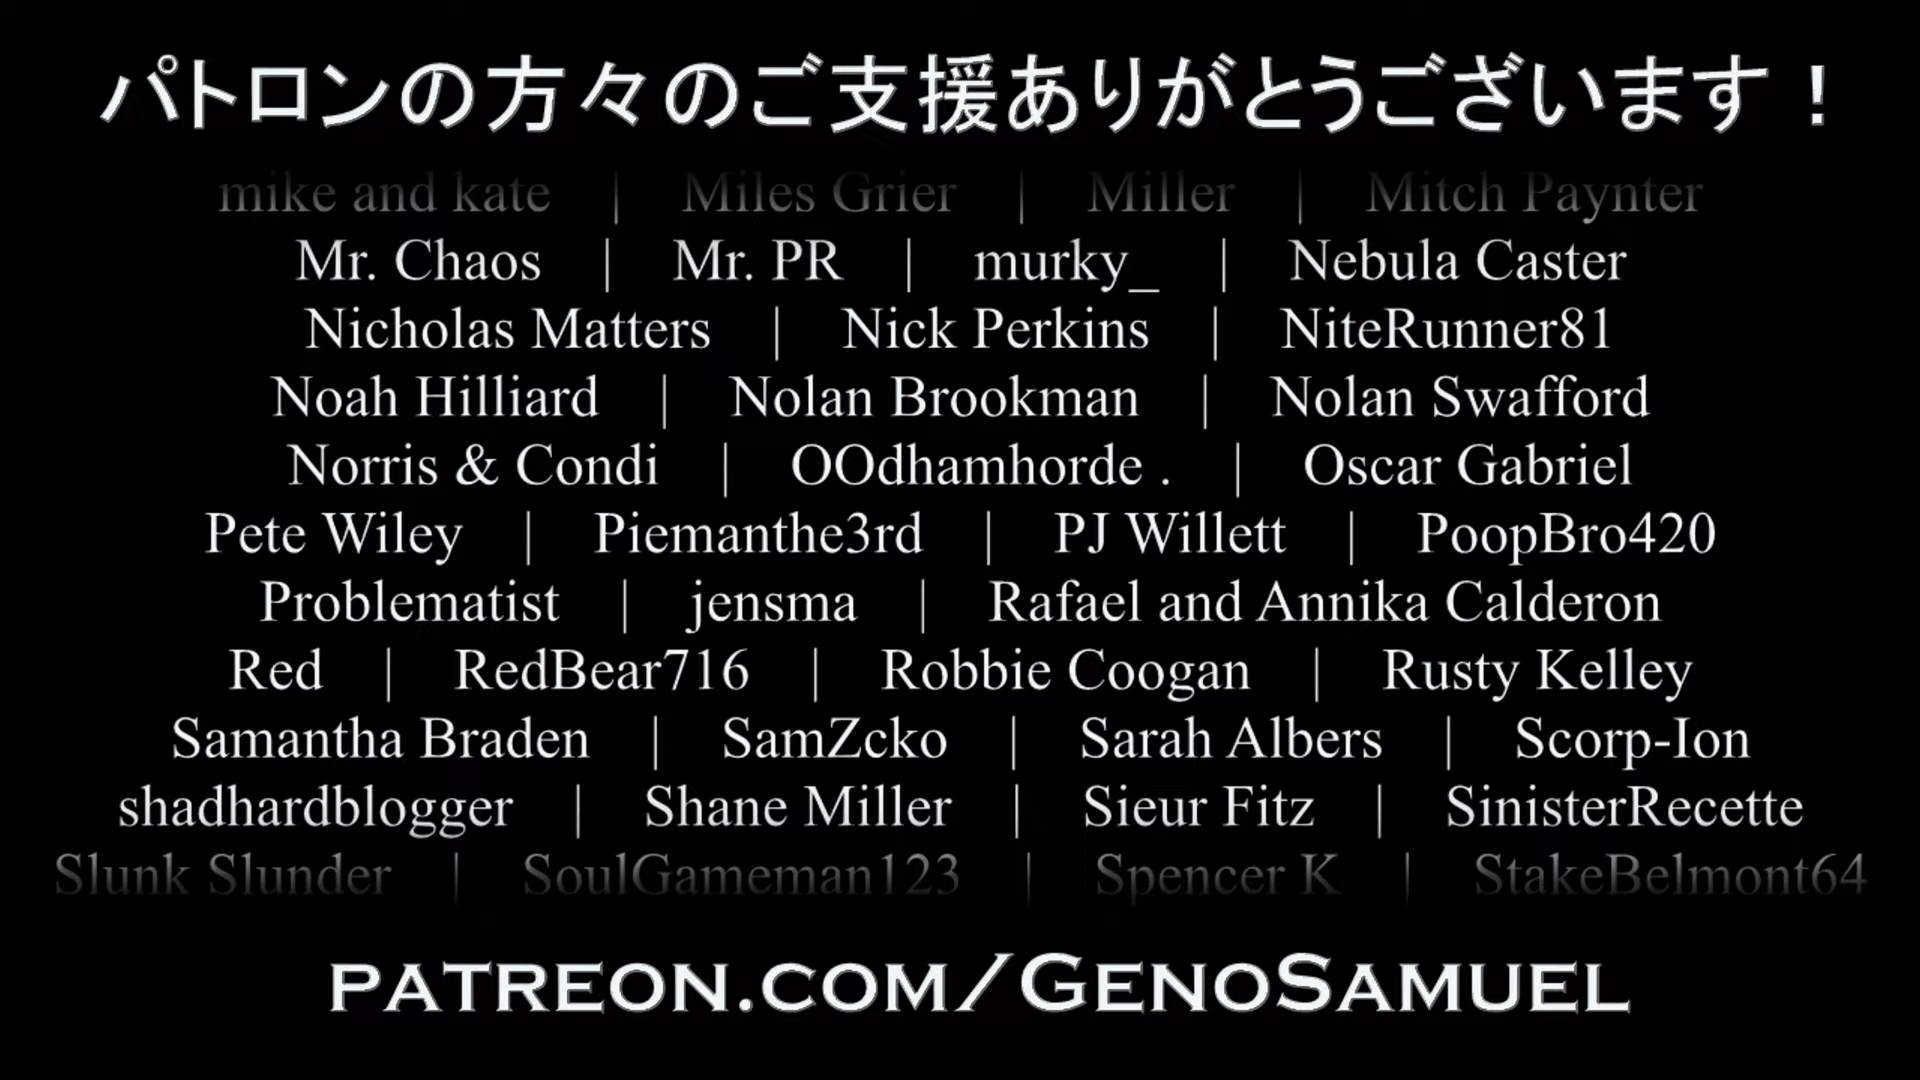 パトロンの方々のご支援ありがとうございます！
mike and kate | Miles Grier | Miller | Mitch Paynter
Mr. Chaos | Mr. PR | murky_ | Nebula Caster
Nicholas Matters | Nick Perkins | NiteRunner81
Noah Hilliard | Nolan Brookman | Nolan Swafford
Norris & Condi | OOdhamhorde . | Oscar Gabriel
Pete Wiley | Piemanthe3rd | PJ Willett | PoopBro420
Problematist | jensma | Rafael and Annika Calderon
Red | RedBear716 | Robbie Coogan | Rusty Kelley
Samantha Braden | SamZcko | Sarah Albers | Scorp-Ion
shadhardblogger | Shane Miller | Sieur Fitz | SinisterRecette
Slunk Slunder | SoulGameman123 | Spencer K | StakeBelmont64
PATREON.COM/GENOSAMUEL